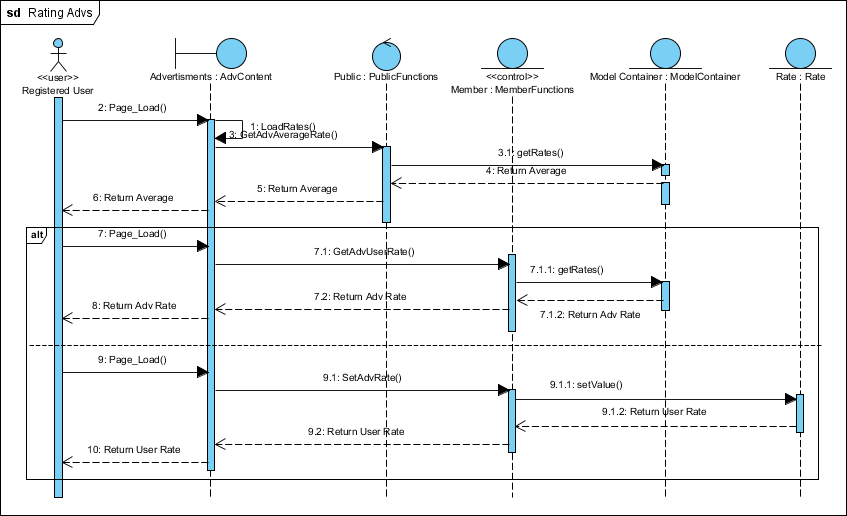 sd Rating Advs
<<user>>
Registered User
Advertisments : AdvContent
Public : PublicFunctions
<<control>>
Member : MemberFunctions
Model Container : ModelContainer
Rate : Rate
2: Page_Load()
1: LoadRates()
3: GetAdvAverageRate()
3.1: getRates()
4: Return Average
5: Return Average
6: Return Average
alt
7: Page_Load()
7.1: GetAdvUserRate()
7.1.1: getRates()
7.2: Return Adv Rate
8: Return Adv Rate
7.1.2: Return Adv Rate
9: Page_Load()
9.1: SetAdvRate()
9.1.1: setValue()
9.1.2: Return User Rate
9.2: Return User Rate
10: Return User Rate